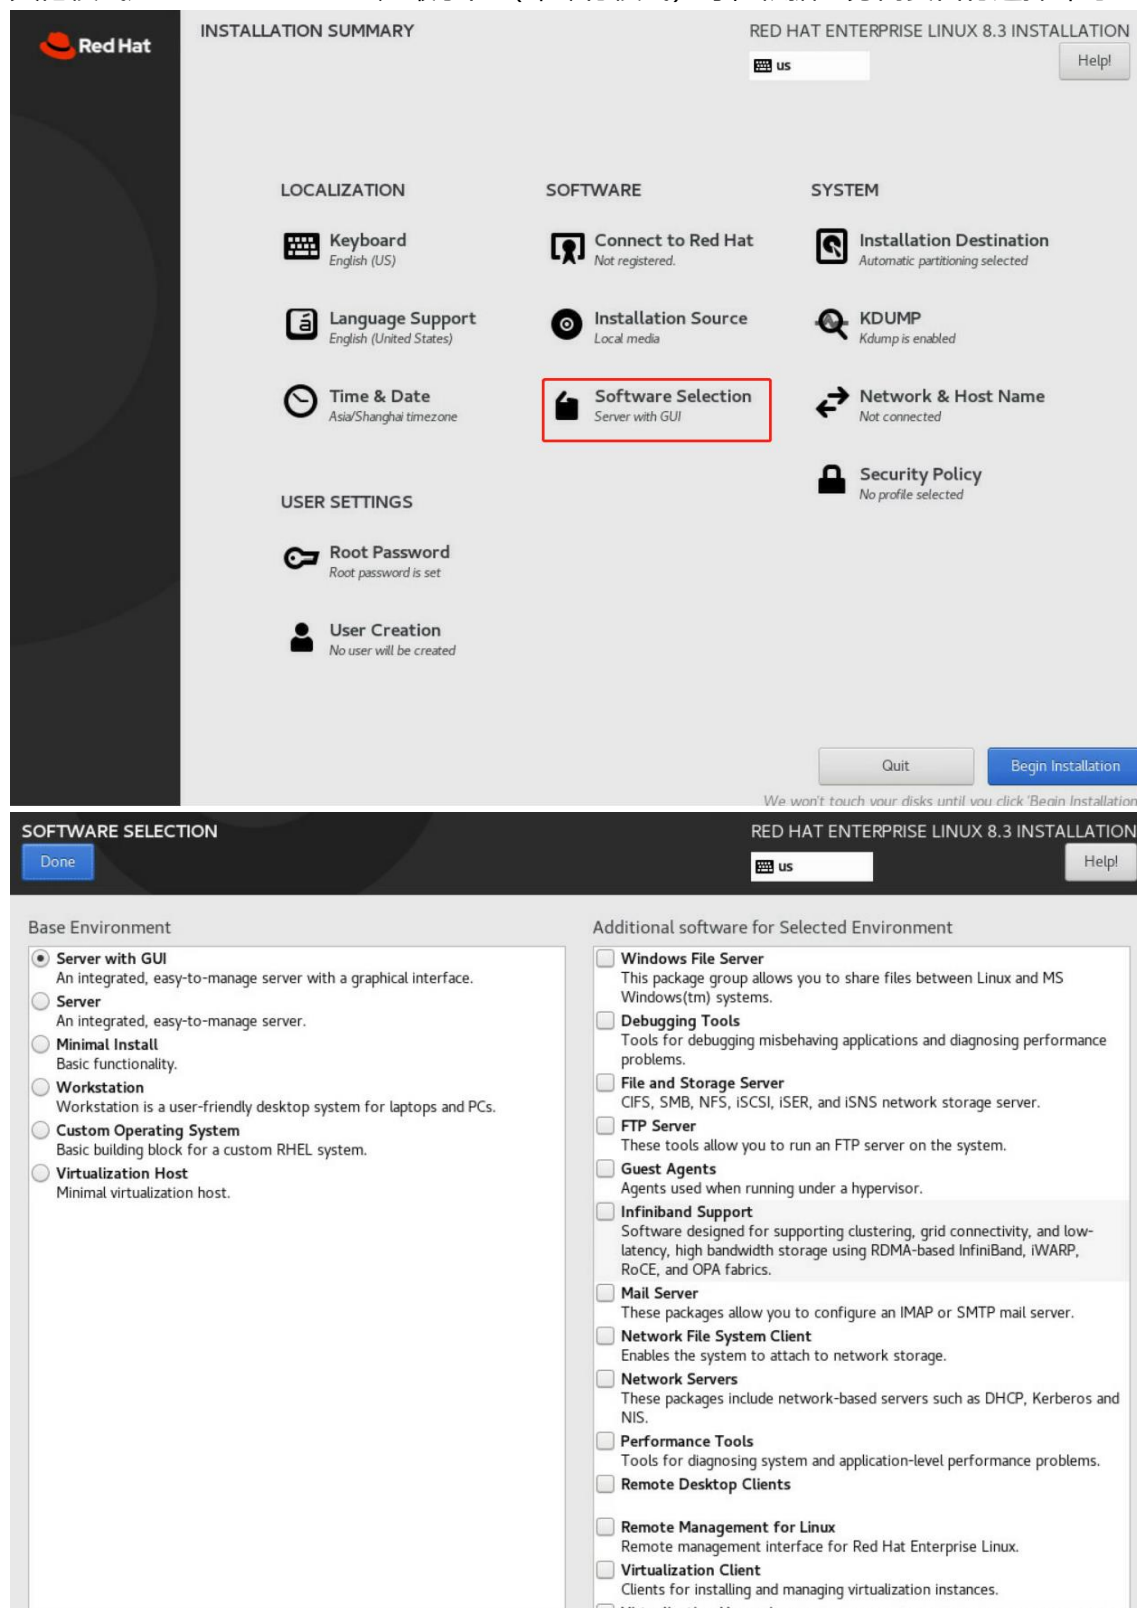 Red Hat
INSTALLATION SUMMARY
RED HAT ENTERPRISE LINUX 8.3 INSTALLATION
us
Help!
LOCALIZATION
SOFTWARE
SYSTEM
Keyboard
English (US)
Connect to Red Hat
Not registered.
Installation Destination
Automatic partitioning selected
Language Support
English (United States)
Installation Source
Local media
KDUMP
Kdump is enabled
Time & Date
Asia/Shanghai timezone
Software Selection
Server with GUI
Network & Host Name
Not connected
Security Policy
No profile selected
USER SETTINGS
Root Password
Root password is set
User Creation
No user will be created
Quit
Begin Installation
We won't touch your disks until you click 'Begin Installation
SOFTWARE SELECTION
RED HAT ENTERPRISE LINUX 8.3 INSTALLATION
Done
us
Help!
Base Environment
Server with GUI
An integrated, easy-to-manage server with a graphical interface.
Server
An integrated, easy-to-manage server.
Minimal Install
Basic functionality.
Workstation
Workstation is a user-friendly desktop system for laptops and PCs.
Custom Operating System
Basic building block for a custom RHEL system.
Virtualization Host
Minimal virtualization host.
Additional software for Selected Environment
Windows File Server
This package group allows you to share files between Linux and MS
Windows(tm) systems.
Debugging Tools
Tools for debugging misbehaving applications and diagnosing performance
problems.
File and Storage Server
CIFS, SMB, NFS, iSCSI, iSER, and iSNS network storage server.
FTP Server
These tools allow you to run an FTP server on the system.
Guest Agents
Agents used when running under a hypervisor.
Infiniband Support
Software designed for supporting clustering, grid connectivity, and low-
latency, high bandwidth storage using RDMA-based InfiniBand, iWARP,
RoCE, and OPA fabrics.
Mail Server
These packages allow you to configure an IMAP or SMTP mail server.
Network File System Client
Enables the system to attach to network storage.
Network Servers
These packages include network-based servers such as DHCP, Kerberos and
NIS.
Performance Tools
Tools for diagnosing system and application-level performance problems.
Remote Desktop Clients
Remote Management for Linux
Remote management interface for Red Hat Enterprise Linux.
Virtualization Client
Clients for installing and managing virtualization instances.